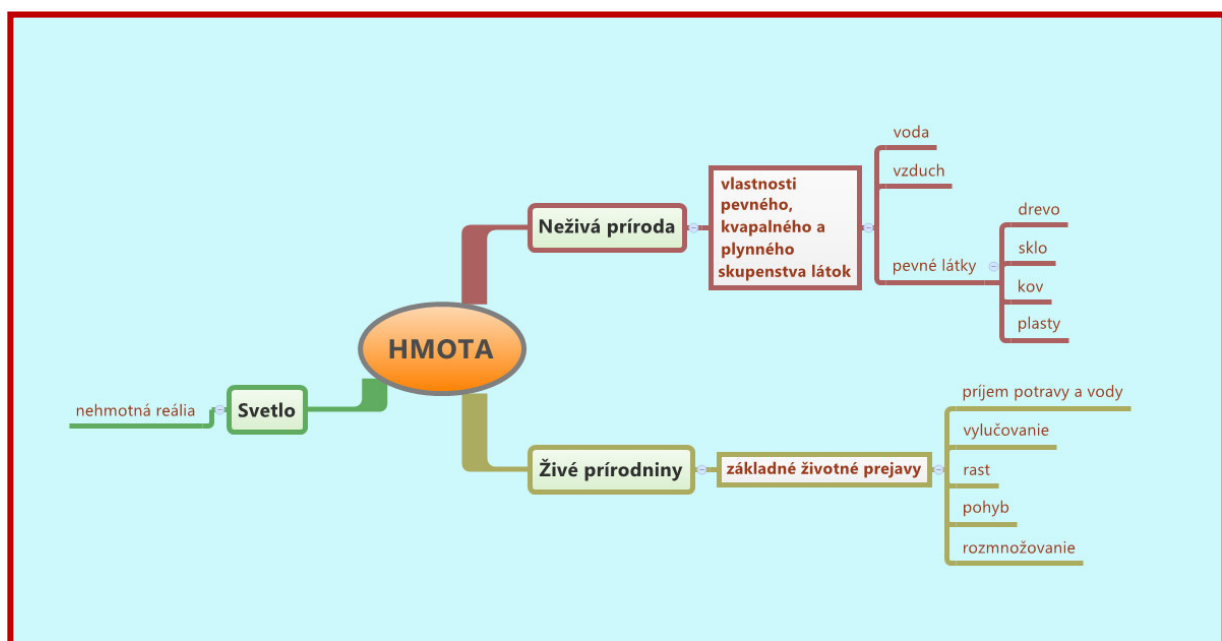 HMOTA
Neživá príroda
vlastnosti
pevného,
kvapalného a
plynného
skupenstva látok
voda
vzduch
pevné látky
drevo
sklo
kov
plasty
Svetlo
nehmotná reália
Živé prírodniny
základné životné prejavy
príjem potravy a vody
vylučovanie
rast
pohyb
rozmnožovanie